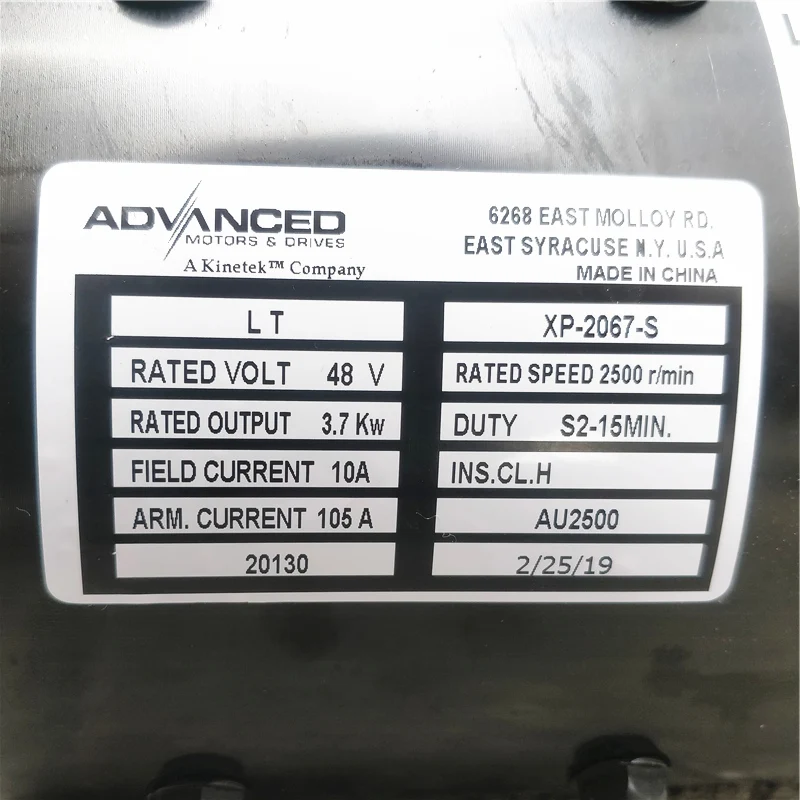 ADVANCED
MOTORS & DRIVES
A Kinetek™ Company
6268 EAST MOLLOY RD.
EAST SYRACUSE N.Y. U.S.A
MADE IN CHINA
L T
XP-2067-S
RATED VOLT 48 V
RATED SPEED 2500 r/min
RATED OUTPUT 3.7 Kw
DUTY S2-15MIN.
FIELD CURRENT 10A
INS.CL.H
ARM. CURRENT 105 A
AU2500
20130
2/25/19